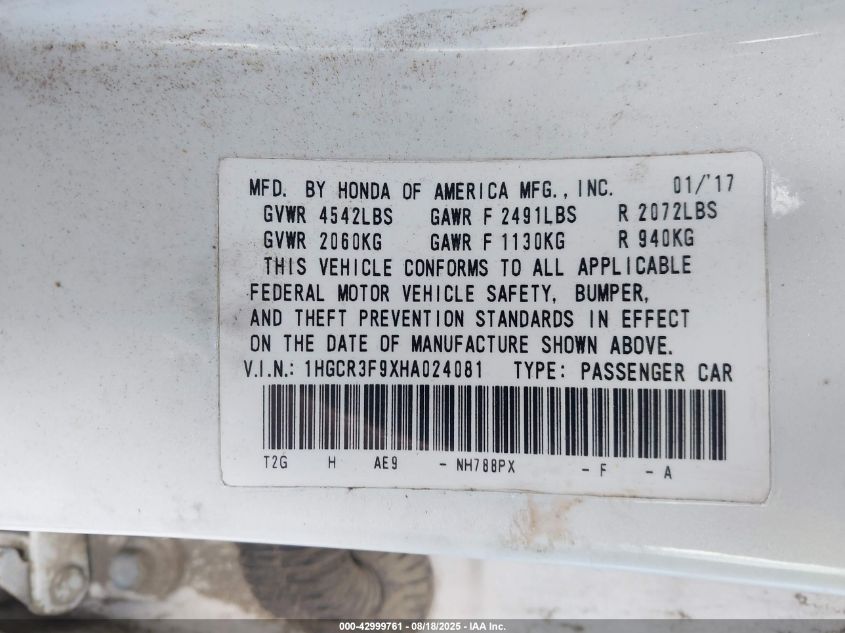 MFD. BY HONDA OF AMERICA MFG., INC. 01/'17
GVWR 4542LBS GAWR F 2491LBS R 2072LBS
GVWR 2060KG GAWR F 1130KG R 940KG
THIS VEHICLE CONFORMS TO ALL APPLICABLE
FEDERAL MOTOR VEHICLE SAFETY, BUMPER,
AND THEFT PREVENTION STANDARDS IN EFFECT
ON THE DATE OF MANUFACTURE SHOWN ABOVE.
V.I.N.: 1HGCR3F9XHA024081 TYPE: PASSENGER CAR
T2G H AE9 - NH788PX - F - A
000-42999761 - 08/18/2025 - IAA Inc.